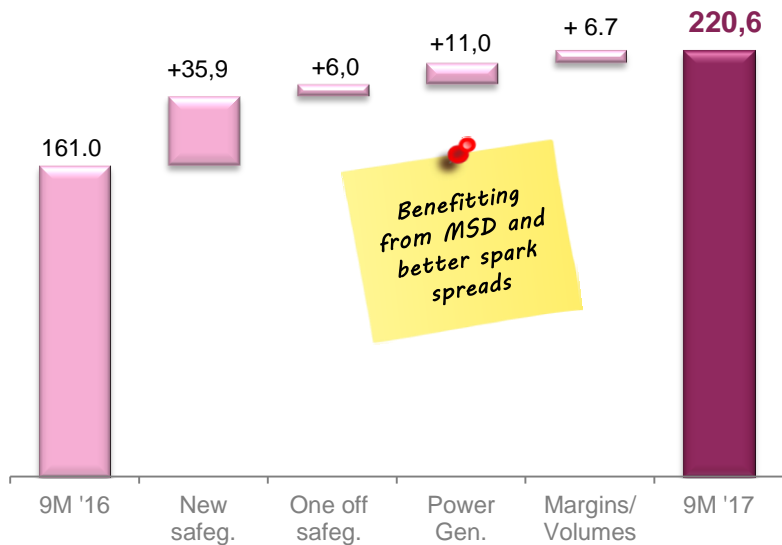 220,6
+ 6.7
+11,0
+6,0
+35,9
161.0
Benefitting
from MSD and
better spark
spreads
9M '16
New
safeg.
One off
safeg.
Power
Gen.
Margins/
Volumes
9M '17